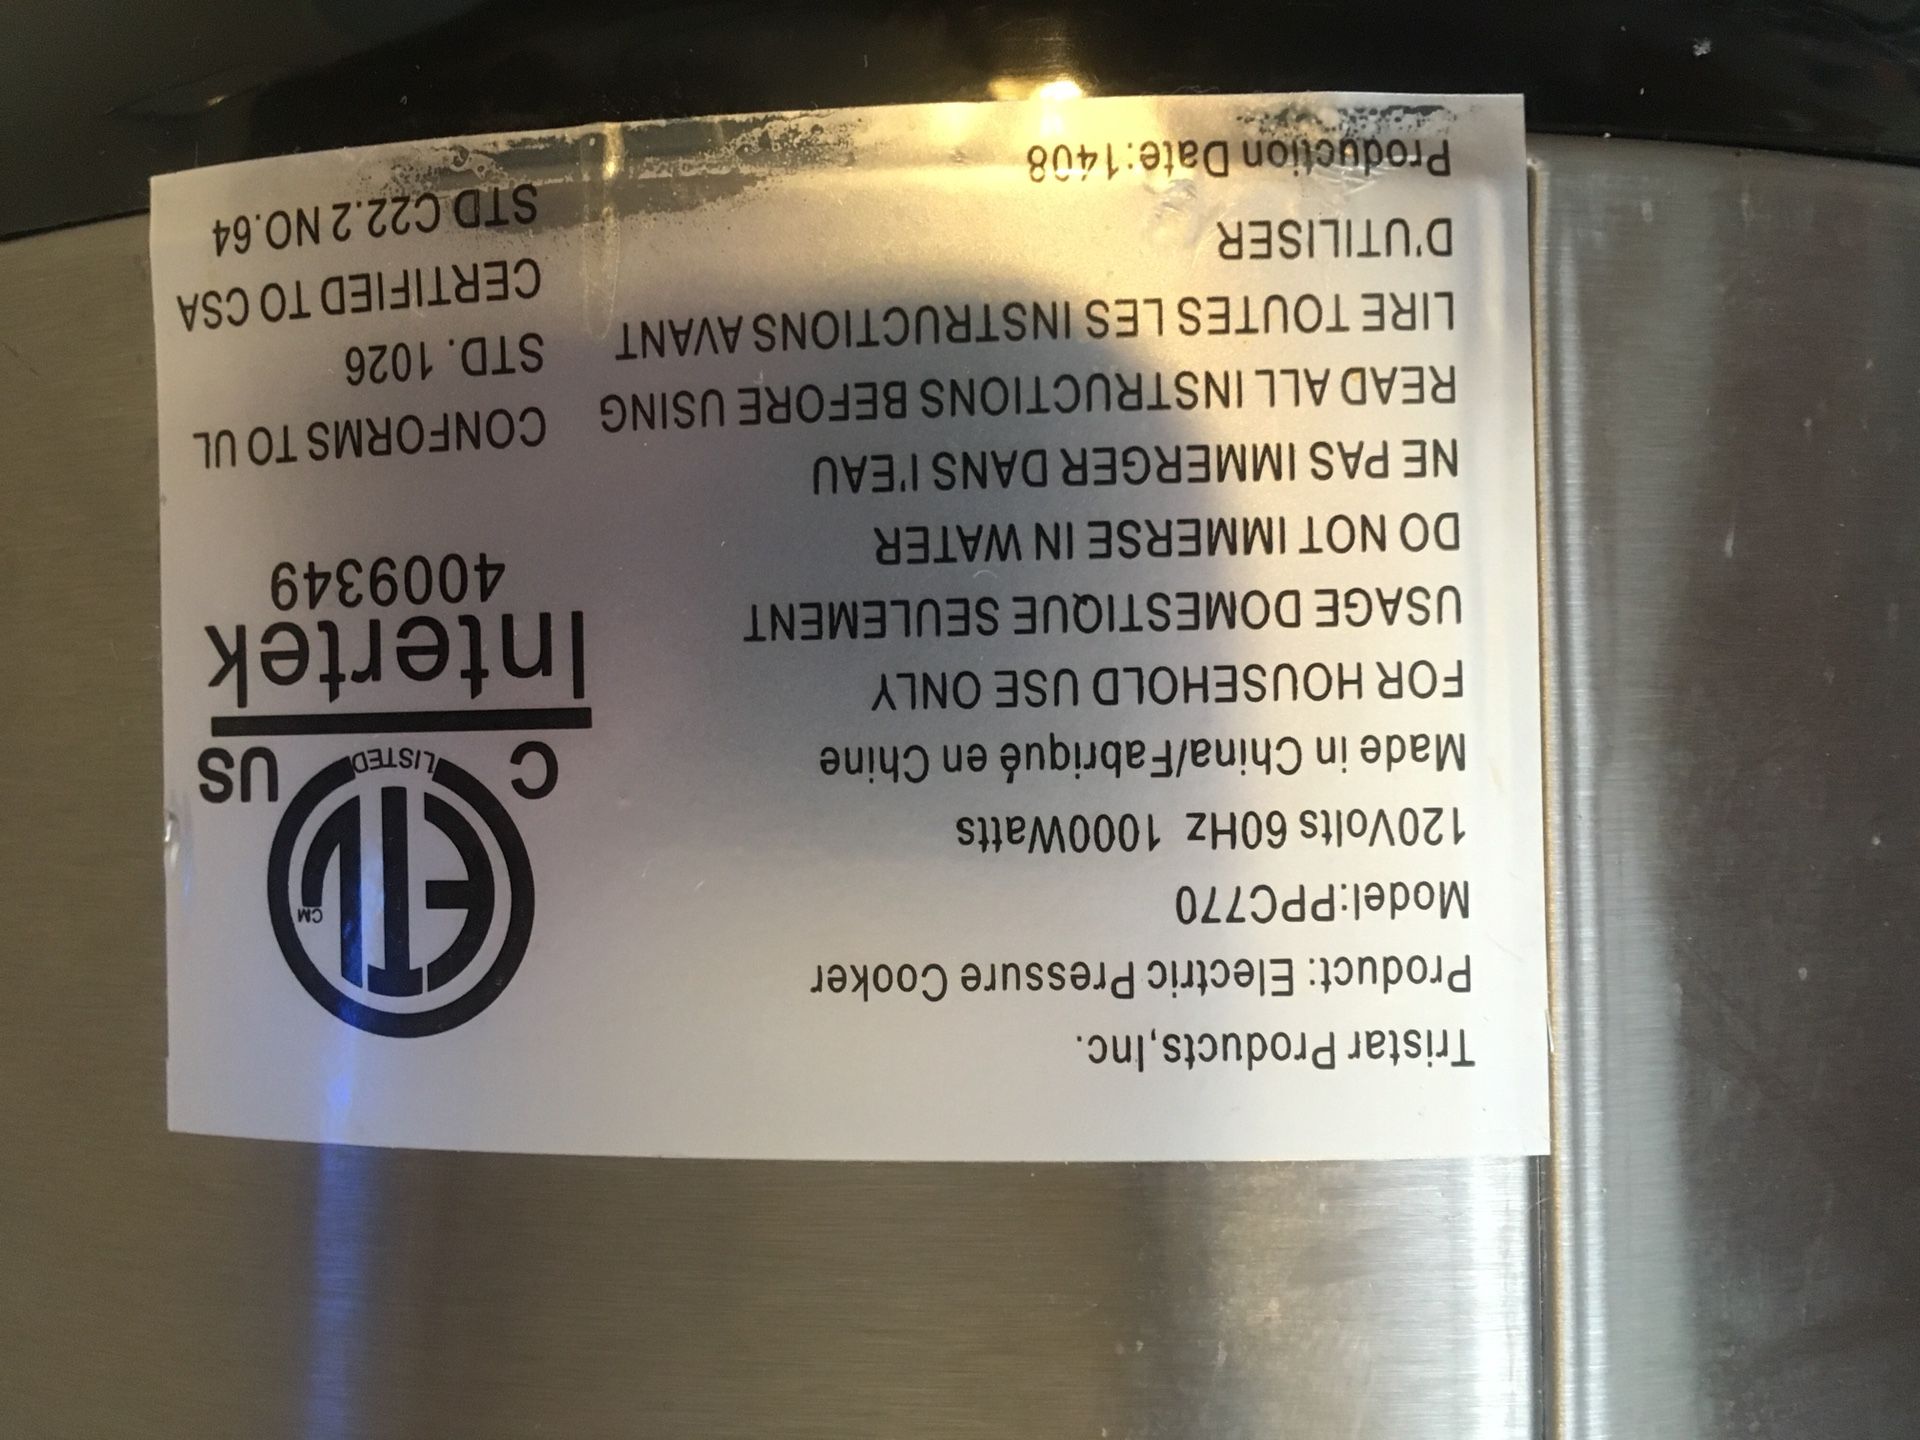 Tristar Products,Inc.
Product: Electric Pressure Cooker
Model:PPC770
120Volts 60Hz 1000Watts
Made in China/Fabriqué en Chine
FOR HOUSEHOLD USE ONLY
USAGE DOMESTIQUE SEULEMENT
DO NOT IMMERSE IN WATER
NE PAS IMMERGER DANS I'EAU
READ ALL INSTRUCTIONS BEFORE USING
LIRE TOUTES LES INSTRUCTIONS AVANT
D'UTILISER
Production Date:1408
ETL CM
LISTED
C US
Intertek
4009349
CONFORMS TO UL
STD. 1026
CERTIFIED TO CSA
STD C22.2 NO.64